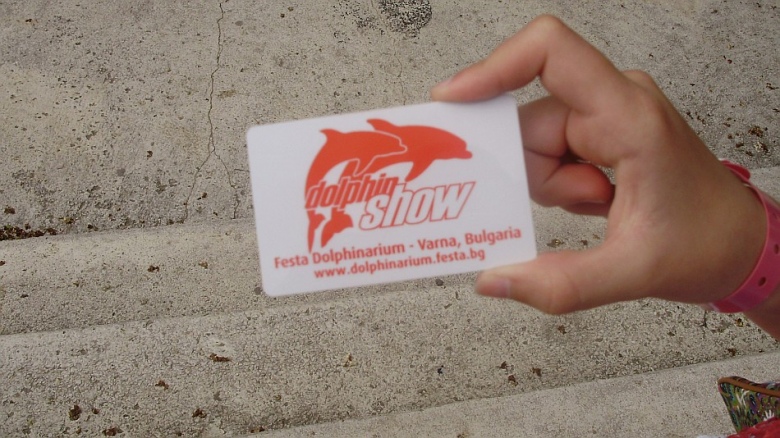 dolphin
show
Festa Dolphinarium - Varna, Bulgaria
www.dolphinarium.festa.bg